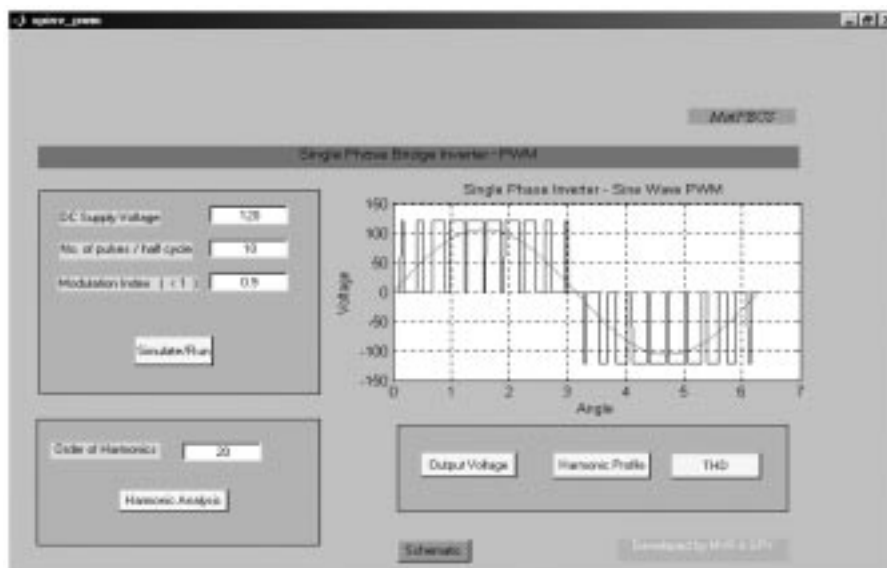 MatPECS
Single Phase Bridge Inverter - PWM
DC Supply Voltage 120
No. of pulses / half cycle 10
Modulation Index ( < 1 ) 0.9
Simulate/Run
Order of Harmonics 20
Harmonic Analysis
Single Phase Inverter - Sine Wave PWM
150
100
50
0
-50
-100
-150
Voltage
0 1 2 3 4 5 6 7
Angle
Output Voltage
Harmonic Profile
THD
Schematic
Developed by